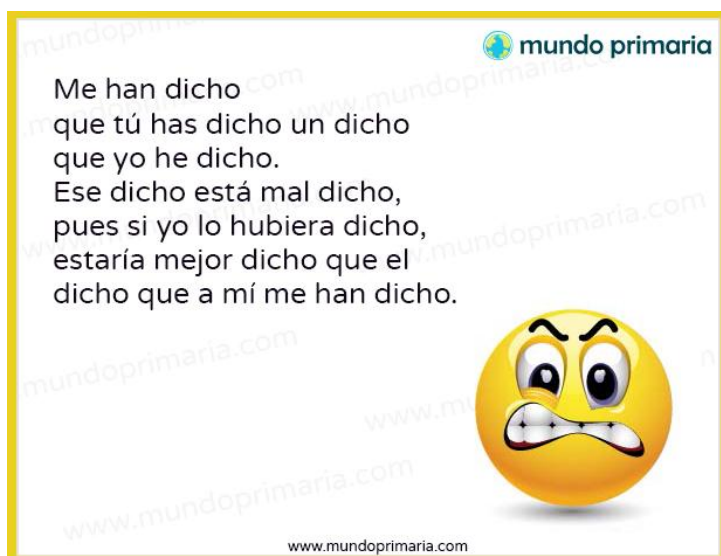 mundo primaria
Me han dicho
que tú has dicho un dicho
que yo he dicho.
Ese dicho está mal dicho,
pues si yo lo hubiera dicho,
estaría mejor dicho que el
dicho que a mí me han dicho.
www.mundoprimaria.com